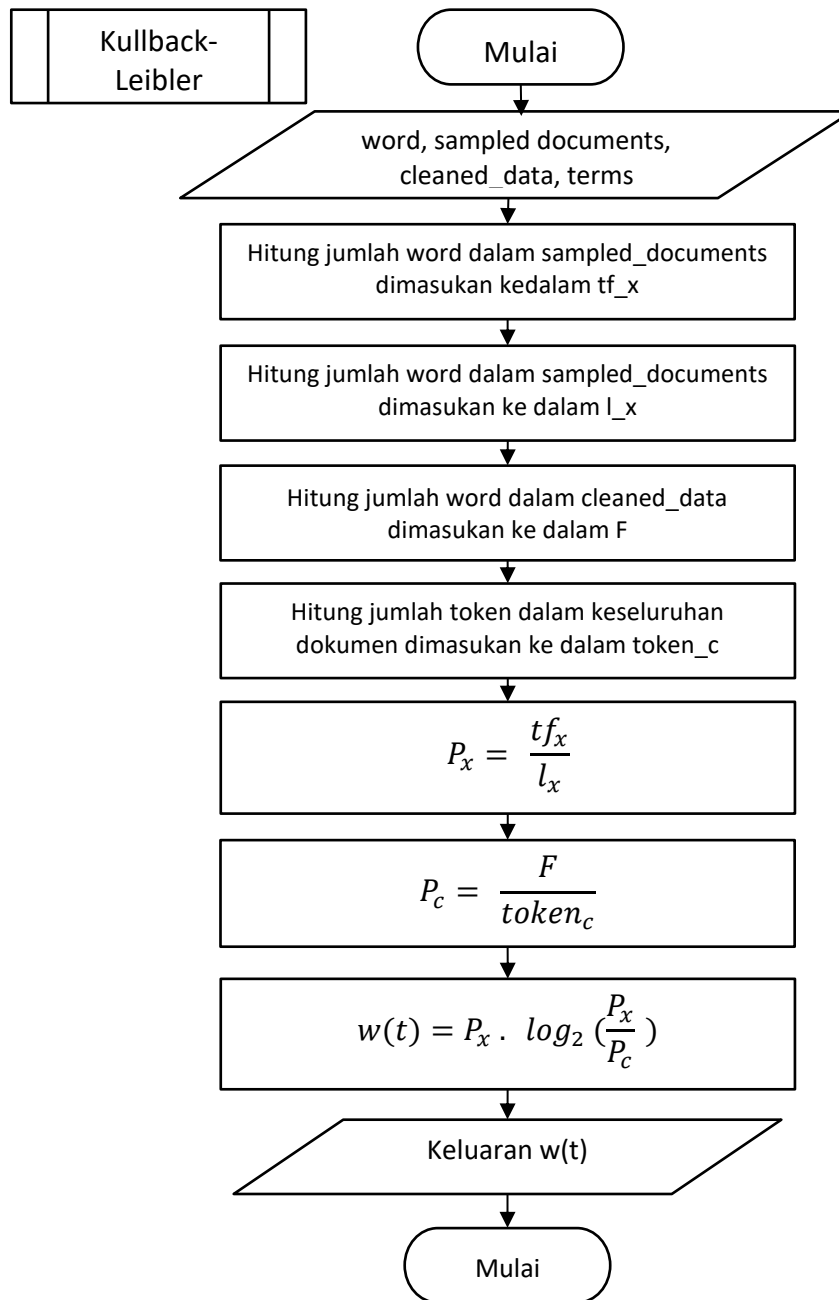 Kullback-
Leibler
Mulai
word, sampled documents,
cleaned_data, terms
Hitung jumlah word dalam sampled_documents
dimasukan kedalam tf_x
Hitung jumlah word dalam sampled_documents
dimasukan ke dalam l_x
Hitung jumlah word dalam cleaned_data
dimasukan ke dalam F
Hitung jumlah token dalam keseluruhan
dokumen dimasukan ke dalam token_c
P_x = tf_x / l_x
P_c = F / token_c
w(t) = P_x . log_2 (P_x / P_c)
Keluaran w(t)
Mulai